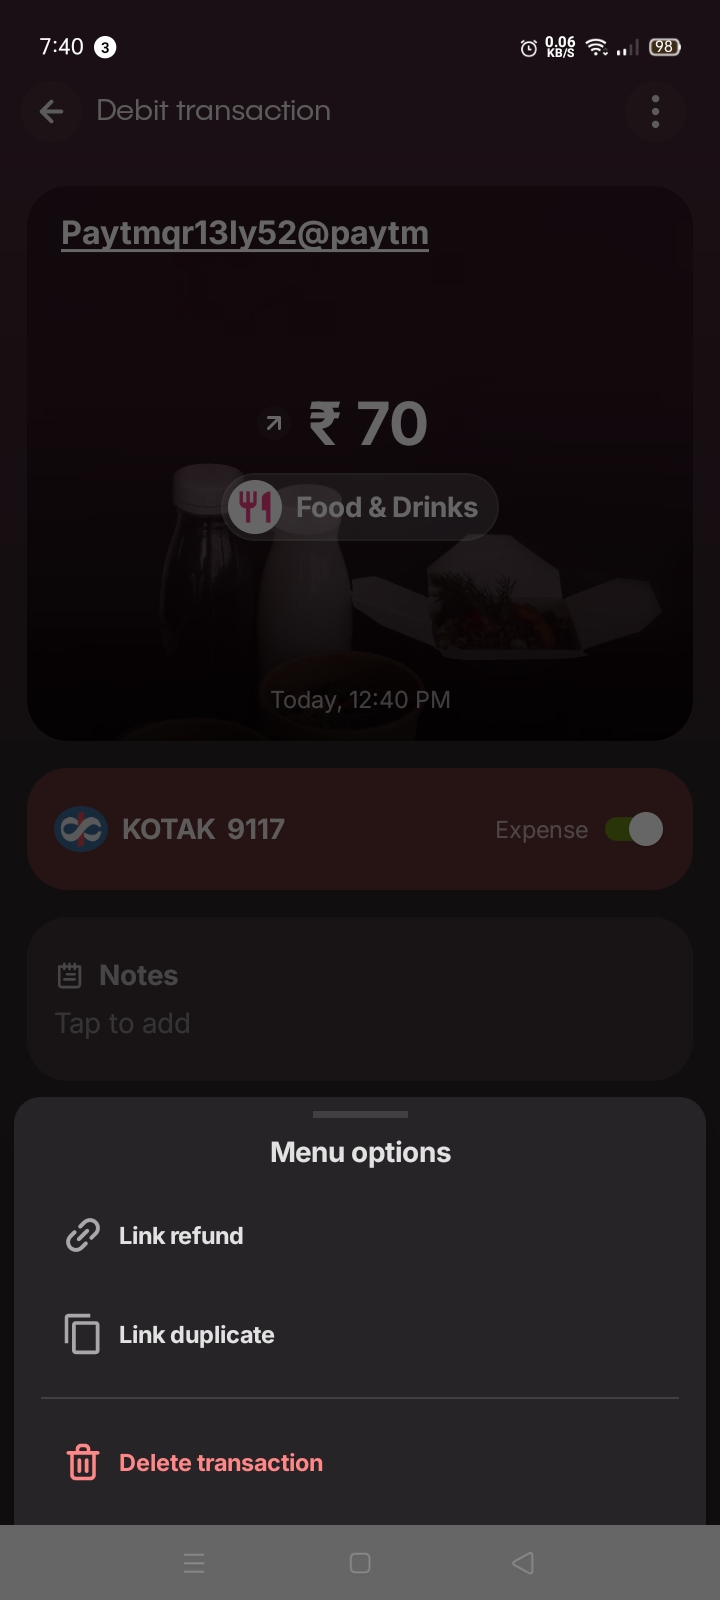 7:40 3 0.06 KB/S 98
Debit transaction
Paytmqr13ly52@paytm
₹ 70
Food & Drinks
Today, 12:40 PM
KOTAK 9117 Expense
Notes
Tap to add
Menu options
Link refund
Link duplicate
Delete transaction